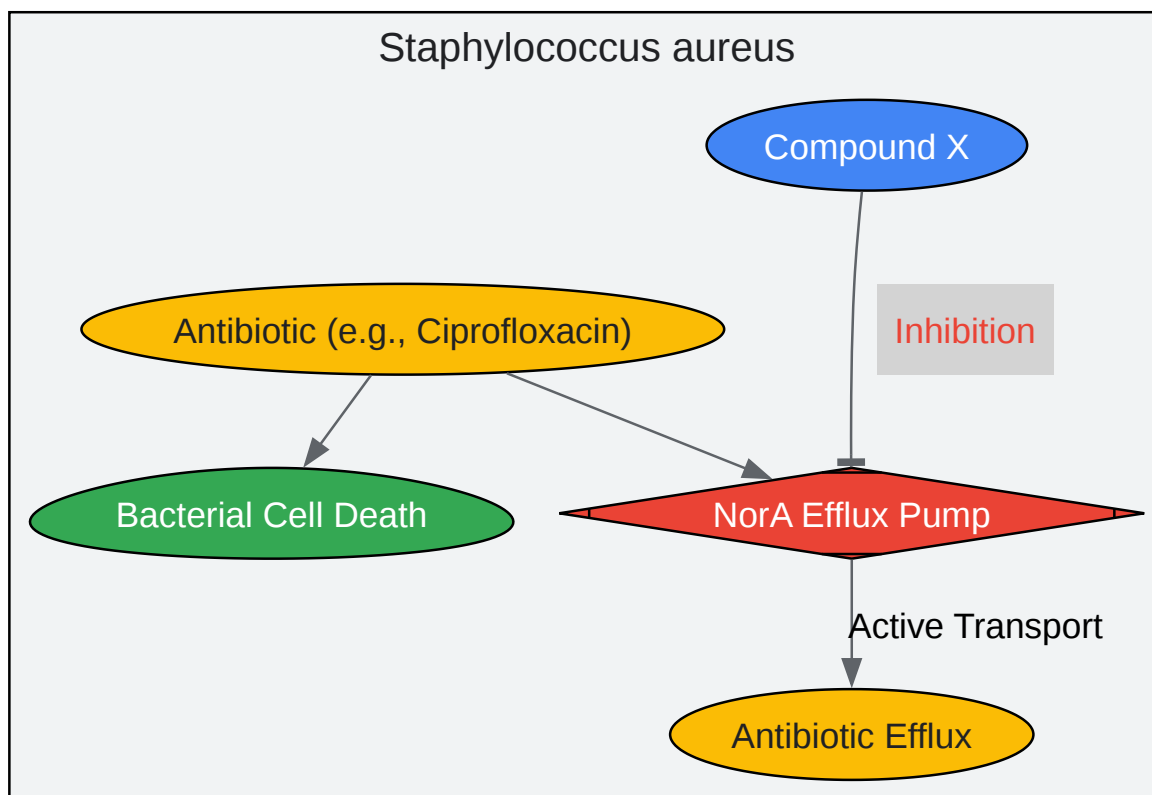 Staphylococcus aureus
Compound X
Antibiotic (e.g., Ciprofloxacin)
Inhibition
Bacterial Cell Death
NorA Efflux Pump
Active Transport
Antibiotic Efflux